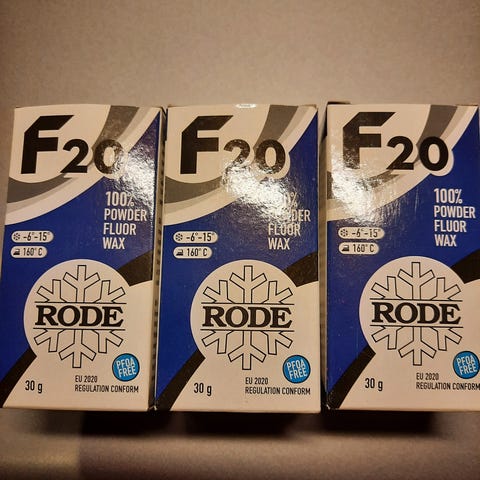 F20
100%
POWDER
FLUOR
WAX
-6°-15°
160° C
RODE
PFOA
FREE
30 g
EU 2020
REGULATION CONFORM
F20
100%
POWDER
FLUOR
WAX
-6°-15°
160° C
RODE
PFOA
FREE
30 g
EU 2020
REGULATION CONFORM
F20
100%
POWDER
FLUOR
WAX
-6°-15°
160° C
RODE
PFOA
FREE
30 g
EU 2020
REGULATION CONFORM